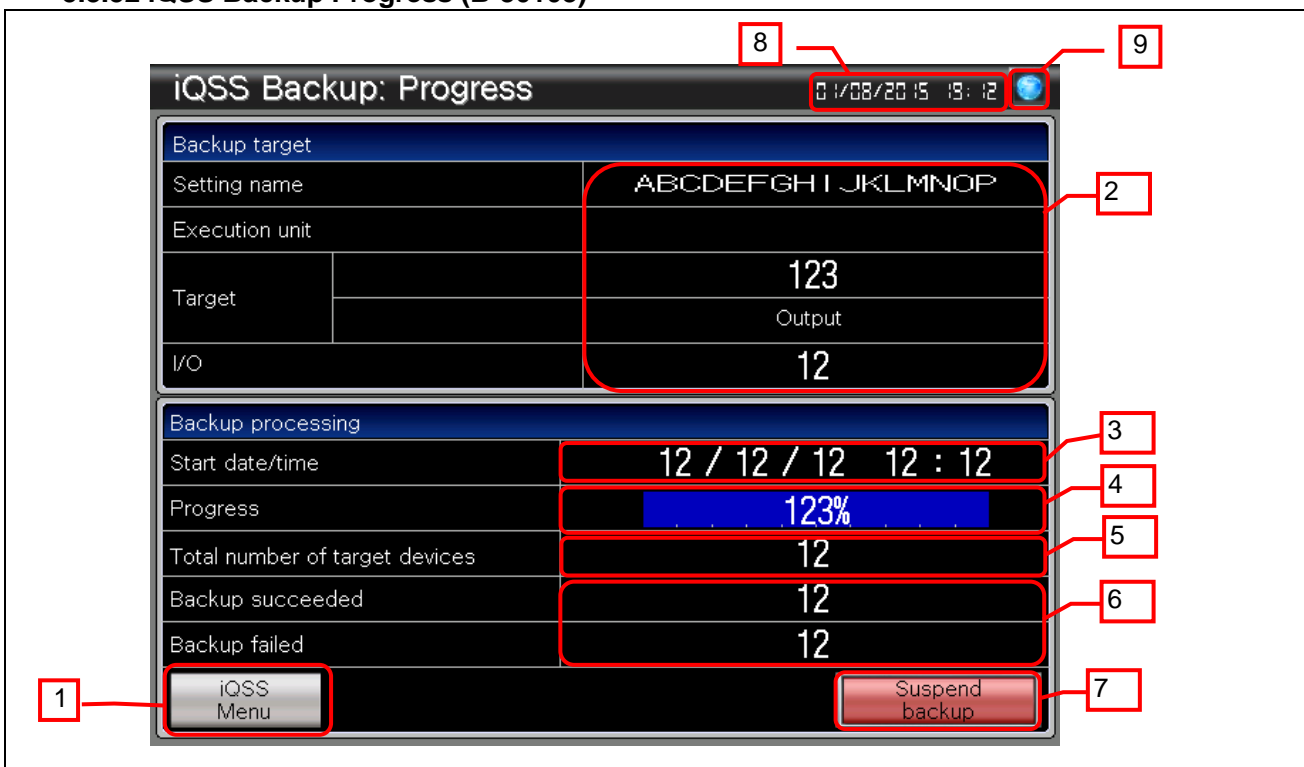 8
9
iQSS Backup: Progress 01/08/2015 19:12
Backup target
Setting name ABCDEFGHIJKLMNOP
2
Execution unit
Target 123
Output
I/O 12
Backup processing
3
Start date/time 12 / 12 / 12 12 : 12
4
Progress 123%
5
Total number of target devices 12
Backup succeeded 12
6
Backup failed 12
1
iQSS
Menu
Suspend
backup
7